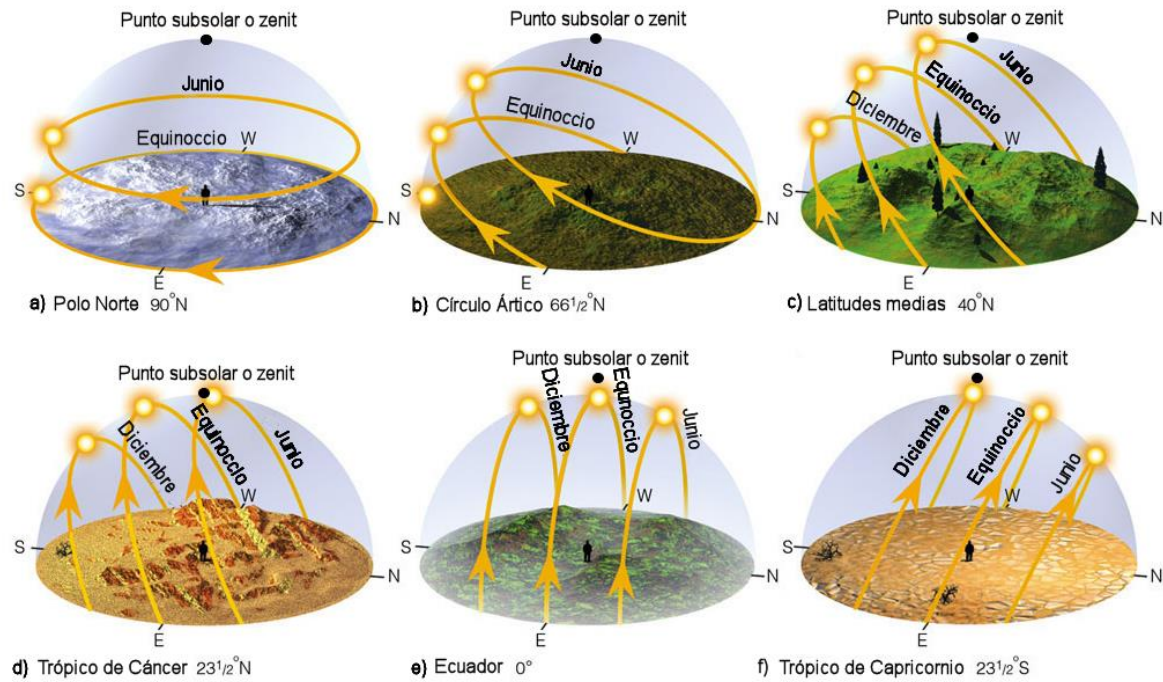 Punto subsolar o zenit
Junio
Equinoccio
W
S
N
E
a) Polo Norte 90°N
Punto subsolar o zenit
Junio
Equinoccio
W
S
N
E
b) Círculo Ártico 66 1/2°N
Punto subsolar o zenit
Junio
Equinoccio
Diciembre
W
S
N
E
c) Latitudes medias 40°N
Punto subsolar o zenit
Diciembre
Equinoccio
Junio
W
S
N
E
d) Trópico de Cáncer 23 1/2°N
Punto subsolar o zenit
Diciembre
Equnoccio
Junio
W
S
N
E
e) Ecuador 0°
Punto subsolar o zenit
Diciembre
Equinoccio
Junio
W
S
N
E
f) Trópico de Capricornio 23 1/2°S